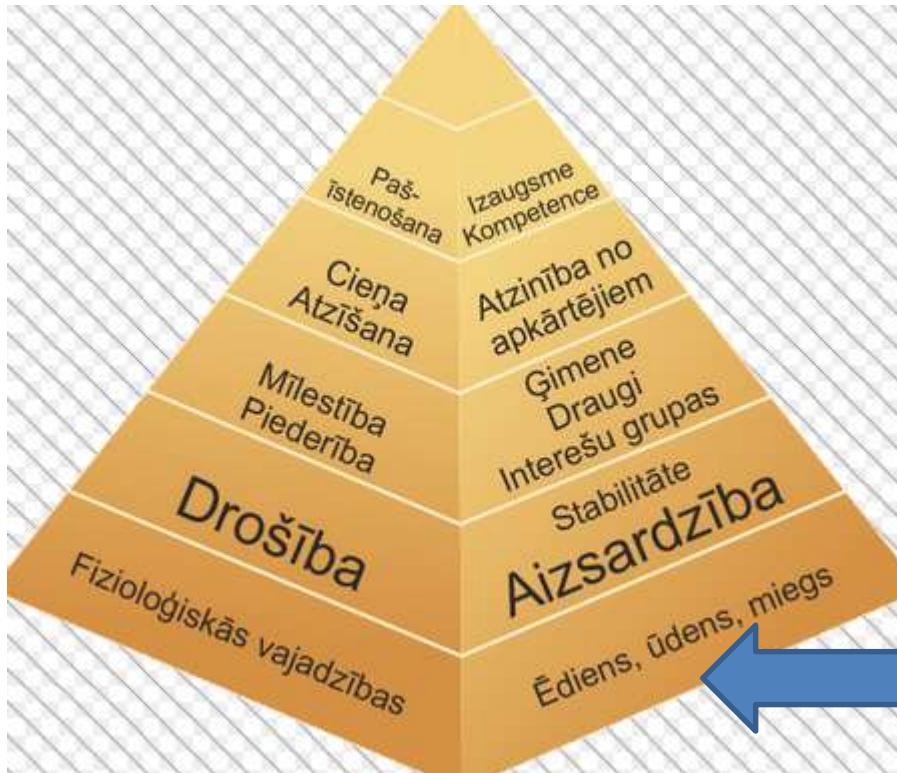 Paš-
īstenošana
Izaugsme
Kompetence
Cieņa
Atzīšana
Atzinība no
apkārtējiem
Mīlestība
Piederība
Ģimene
Draugi
Interešu grupas
Drošība
Stabilitāte
Aizsardzība
Fizioloģiskās vajadzības
Ēdiens, ūdens, miegs